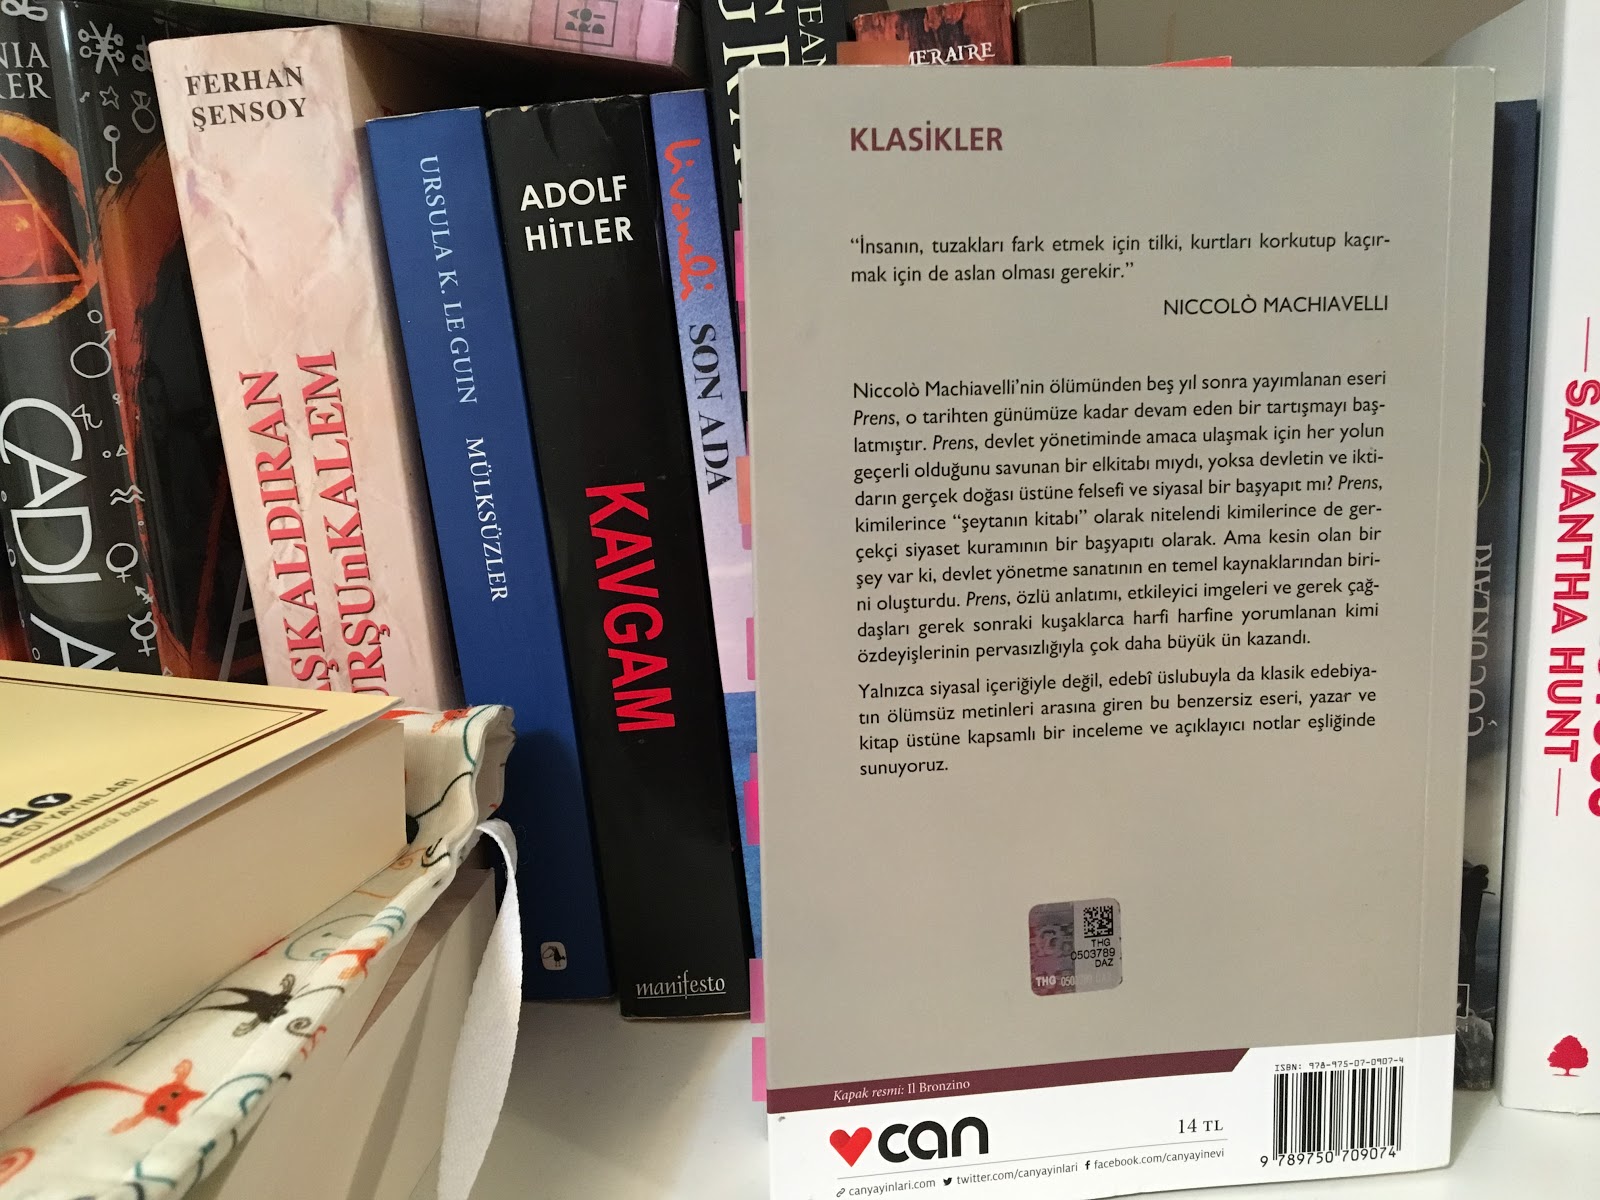 FERHAN
ŞENSOY
URSULA K. LE GUIN
MÜLKSÜZLER
ADOLF
HİTLER
KAVGAM
manifesto
livaneli
SON ADA
CADI
ÇOCUKLARI
SAMANTHA HUNT
KLASİKLER
“İnsanın, tuzakları fark etmek için tilki, kurtları korkutup kaçır-
mak için de aslan olması gerekir.”
NICCOLÒ MACHIAVELLI
Niccolò Machiavelli’nin ölümünden beş yıl sonra yayımlanan eseri
Prens, o tarihten günümüze kadar devam eden bir tartışmayı baş-
latmıştır. Prens, devlet yönetiminde amaca ulaşmak için her yolun
geçerli olduğunu savunan bir elkitabı mıydı, yoksa devletin ve ikti-
darın gerçek doğası üstüne felsefi ve siyasal bir başyapıt mı? Prens,
kimilerince “şeytanın kitabı” olarak nitelendi kimilerince de ger-
çekçi siyaset kuramının bir başyapıtı olarak. Ama kesin olan bir
şey var ki, devlet yönetme sanatının en temel kaynaklarından biri-
ni oluşturdu. Prens, özlü anlatımı, etkileyici imgeleri ve gerek çağ-
daşları gerek sonraki kuşaklarca harfi harfine yorumlanan kimi
özdeyişlerinin pervasızlığıyla çok daha büyük ün kazandı.
Yalnızca siyasal içeriğiyle değil, edebî üslubuyla da klasik edebiya-
tın ölümsüz metinleri arasına giren bu benzersiz eseri, yazar ve
kitap üstüne kapsamlı bir inceleme ve açıklayıcı notlar eşliğinde
sunuyoruz.
THG
0503789
DAZ
Kapak resmi: Il Bronzino
can
14 TL
ISBN: 978-975-07-0907-4
9 789750 709074
canyayinlari.com twitter.com/canyayinlari facebook.com/canyayinevi
ondördüncü baskı